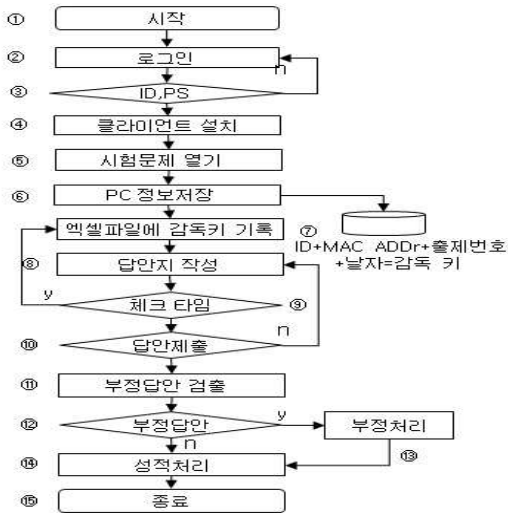 ① 시작
② 로그인
n
③ ID,PS
④ 클라이언트 설치
⑤ 시험문제 열기
⑥ PC 정보저장
엑셀파일에 감독키 기록 ⑦
ID+MAC ADDr+출제번호
+날자=감독 키
⑧ 답안지 작성
y
체크 타임 ⑨
n
⑩ 답안제출
⑪ 부정답안 검출
⑫ 부정답안 y 부정처리
n
⑬
⑭ 성적처리
⑮ 종료